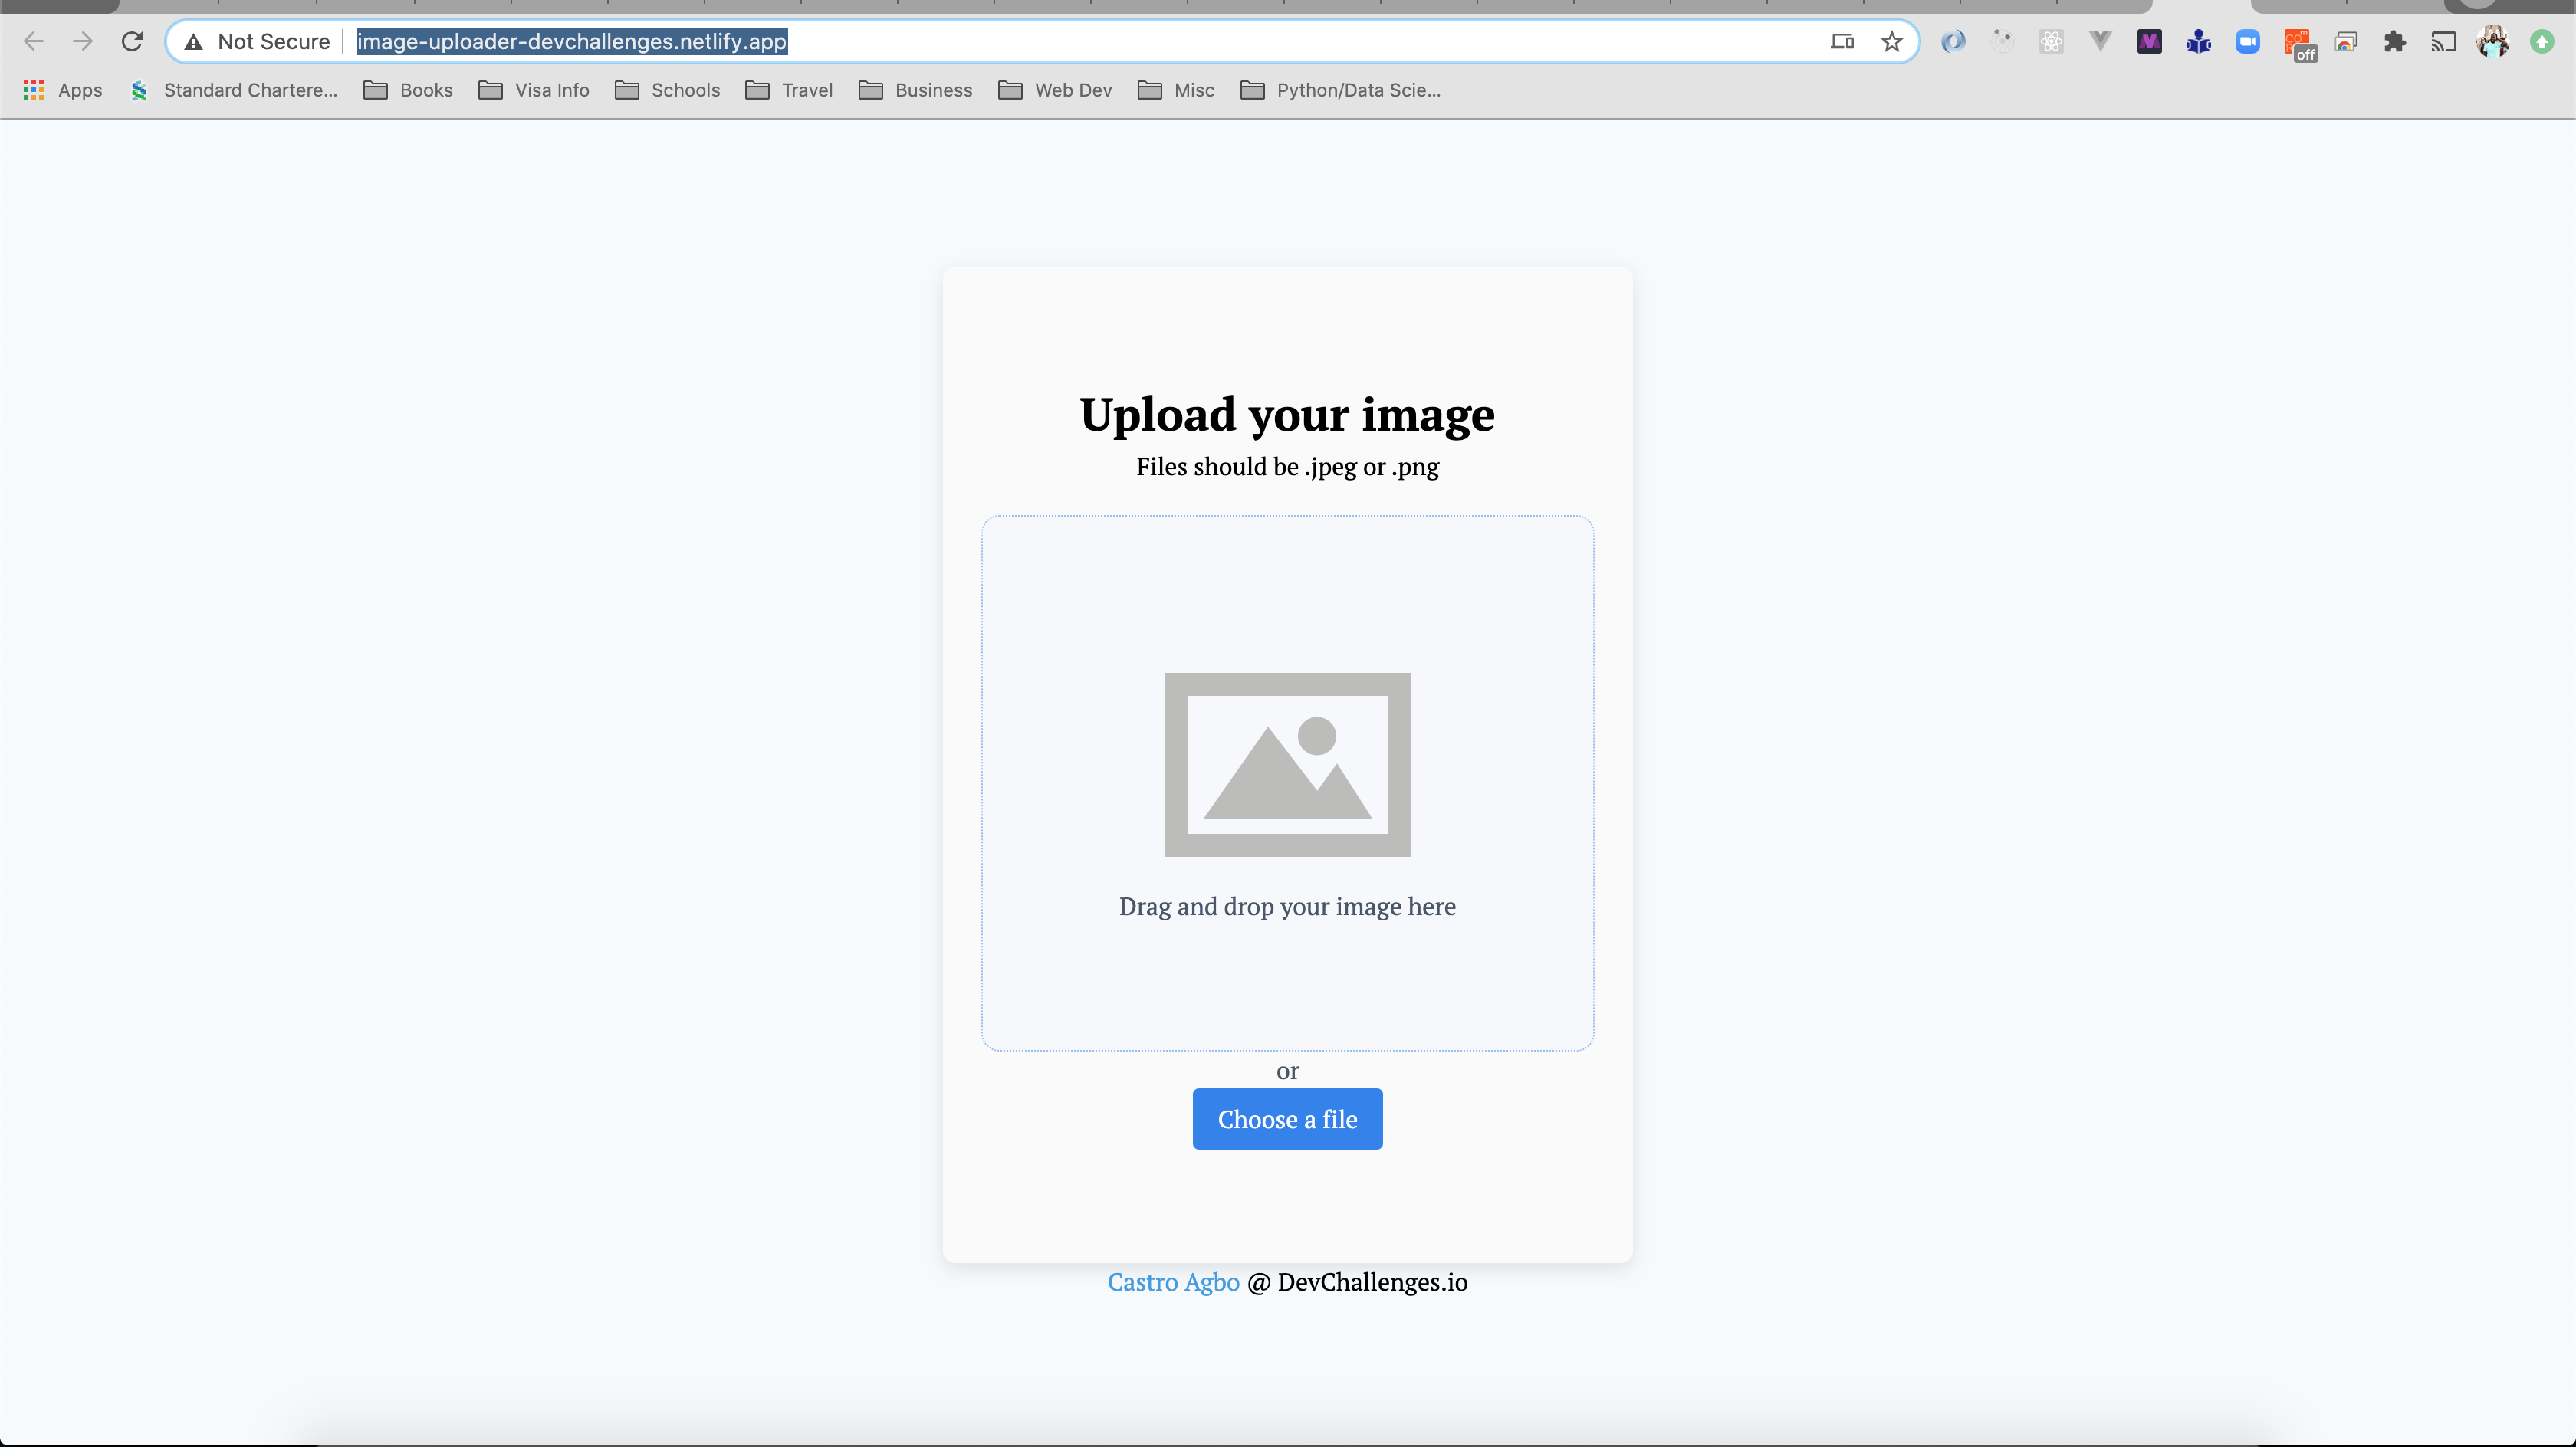 Not Secure image-uploader-devchallenges.netlify.app
off
Apps Standard Chartere... Books Visa Info Schools Travel Business Web Dev Misc Python/Data Scie...
Upload your image
Files should be .jpeg or .png
Drag and drop your image here
or
Choose a file
Castro Agbo @ DevChallenges.io